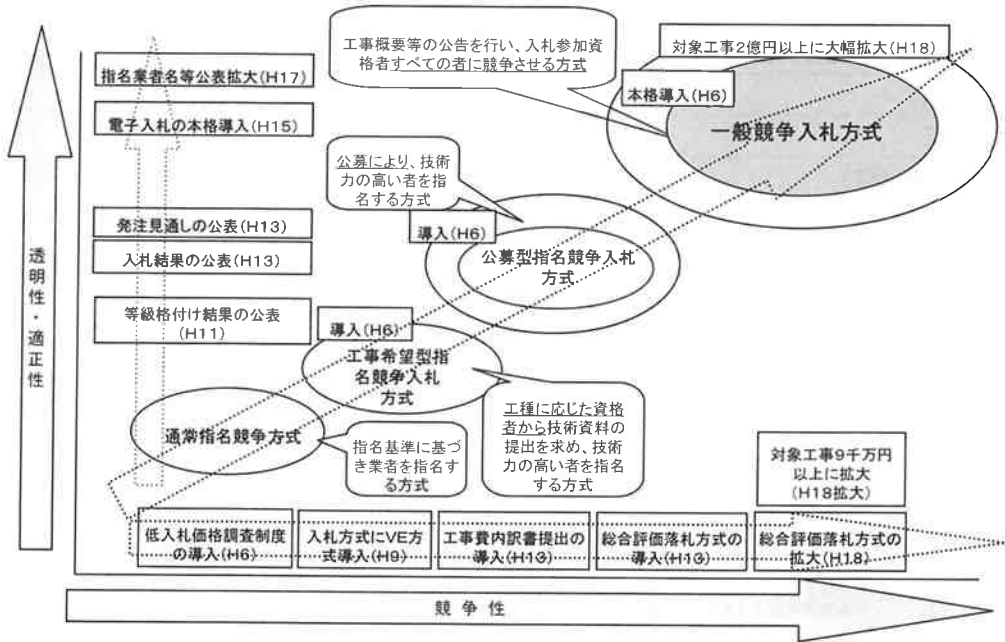 工事概要等の公告を行い、入札参加資
格者すべての者に競争させる方式
対象工事2億円以上に大幅拡大(H18)
指名業者名等公表拡大(H17)
本格導入(H6)
電子入札の本格導入(H15)
一般競争入札方式
公募により、技術
力の高い者を指
名する方式
発注見通しの公表(H13)
導入(H6)
入札結果の公表(H13)
公募型指名競争入札
方式
透明性・適正性
等級格付け結果の公表
(H11)
導入(H6)
工事希望型指
名競争入札
方式
通常指名競争方式
指名基準に基づ
き業者を指名す
る方式
工種に応じた資格
者から技術資料の
提出を求め、技術
力の高い者を指名
する方式
対象工事9千万円
以上に拡大
(H18拡大)
低入札価格調査制度
の導入(H6)
入札方式にVE方
式導入(H9)
工事費内訳書提出の
導入(H13)
総合評価落札方式の
導入(H13)
総合評価落札方式の
拡大(H18)
競争性